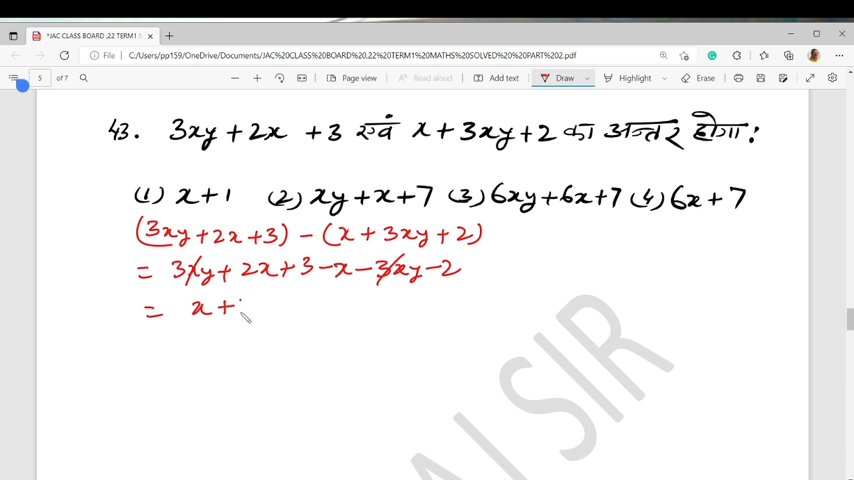 *JAC CLASS BOARD ,22 TERM1 M
File C:/Users/pp159/OneDrive/Documents/JAC%20CLASS%20BOARD,22%20TERM1%20MATHS%20SOLVED%20%20PART%202.pdf
5 of 7 Page view Read aloud Add text Draw Highlight Erase
43. 3xy + 2x + 3 एवं x + 3xy + 2 का अन्तर होगा:
(1) x + 1 (2) xy + x + 7 (3) 6xy + 6x + 7 (4) 6x + 7
(3xy + 2x + 3) - (x + 3xy + 2)
= 3xy + 2x + 3 - x - 3xy - 2
= x +
SIR